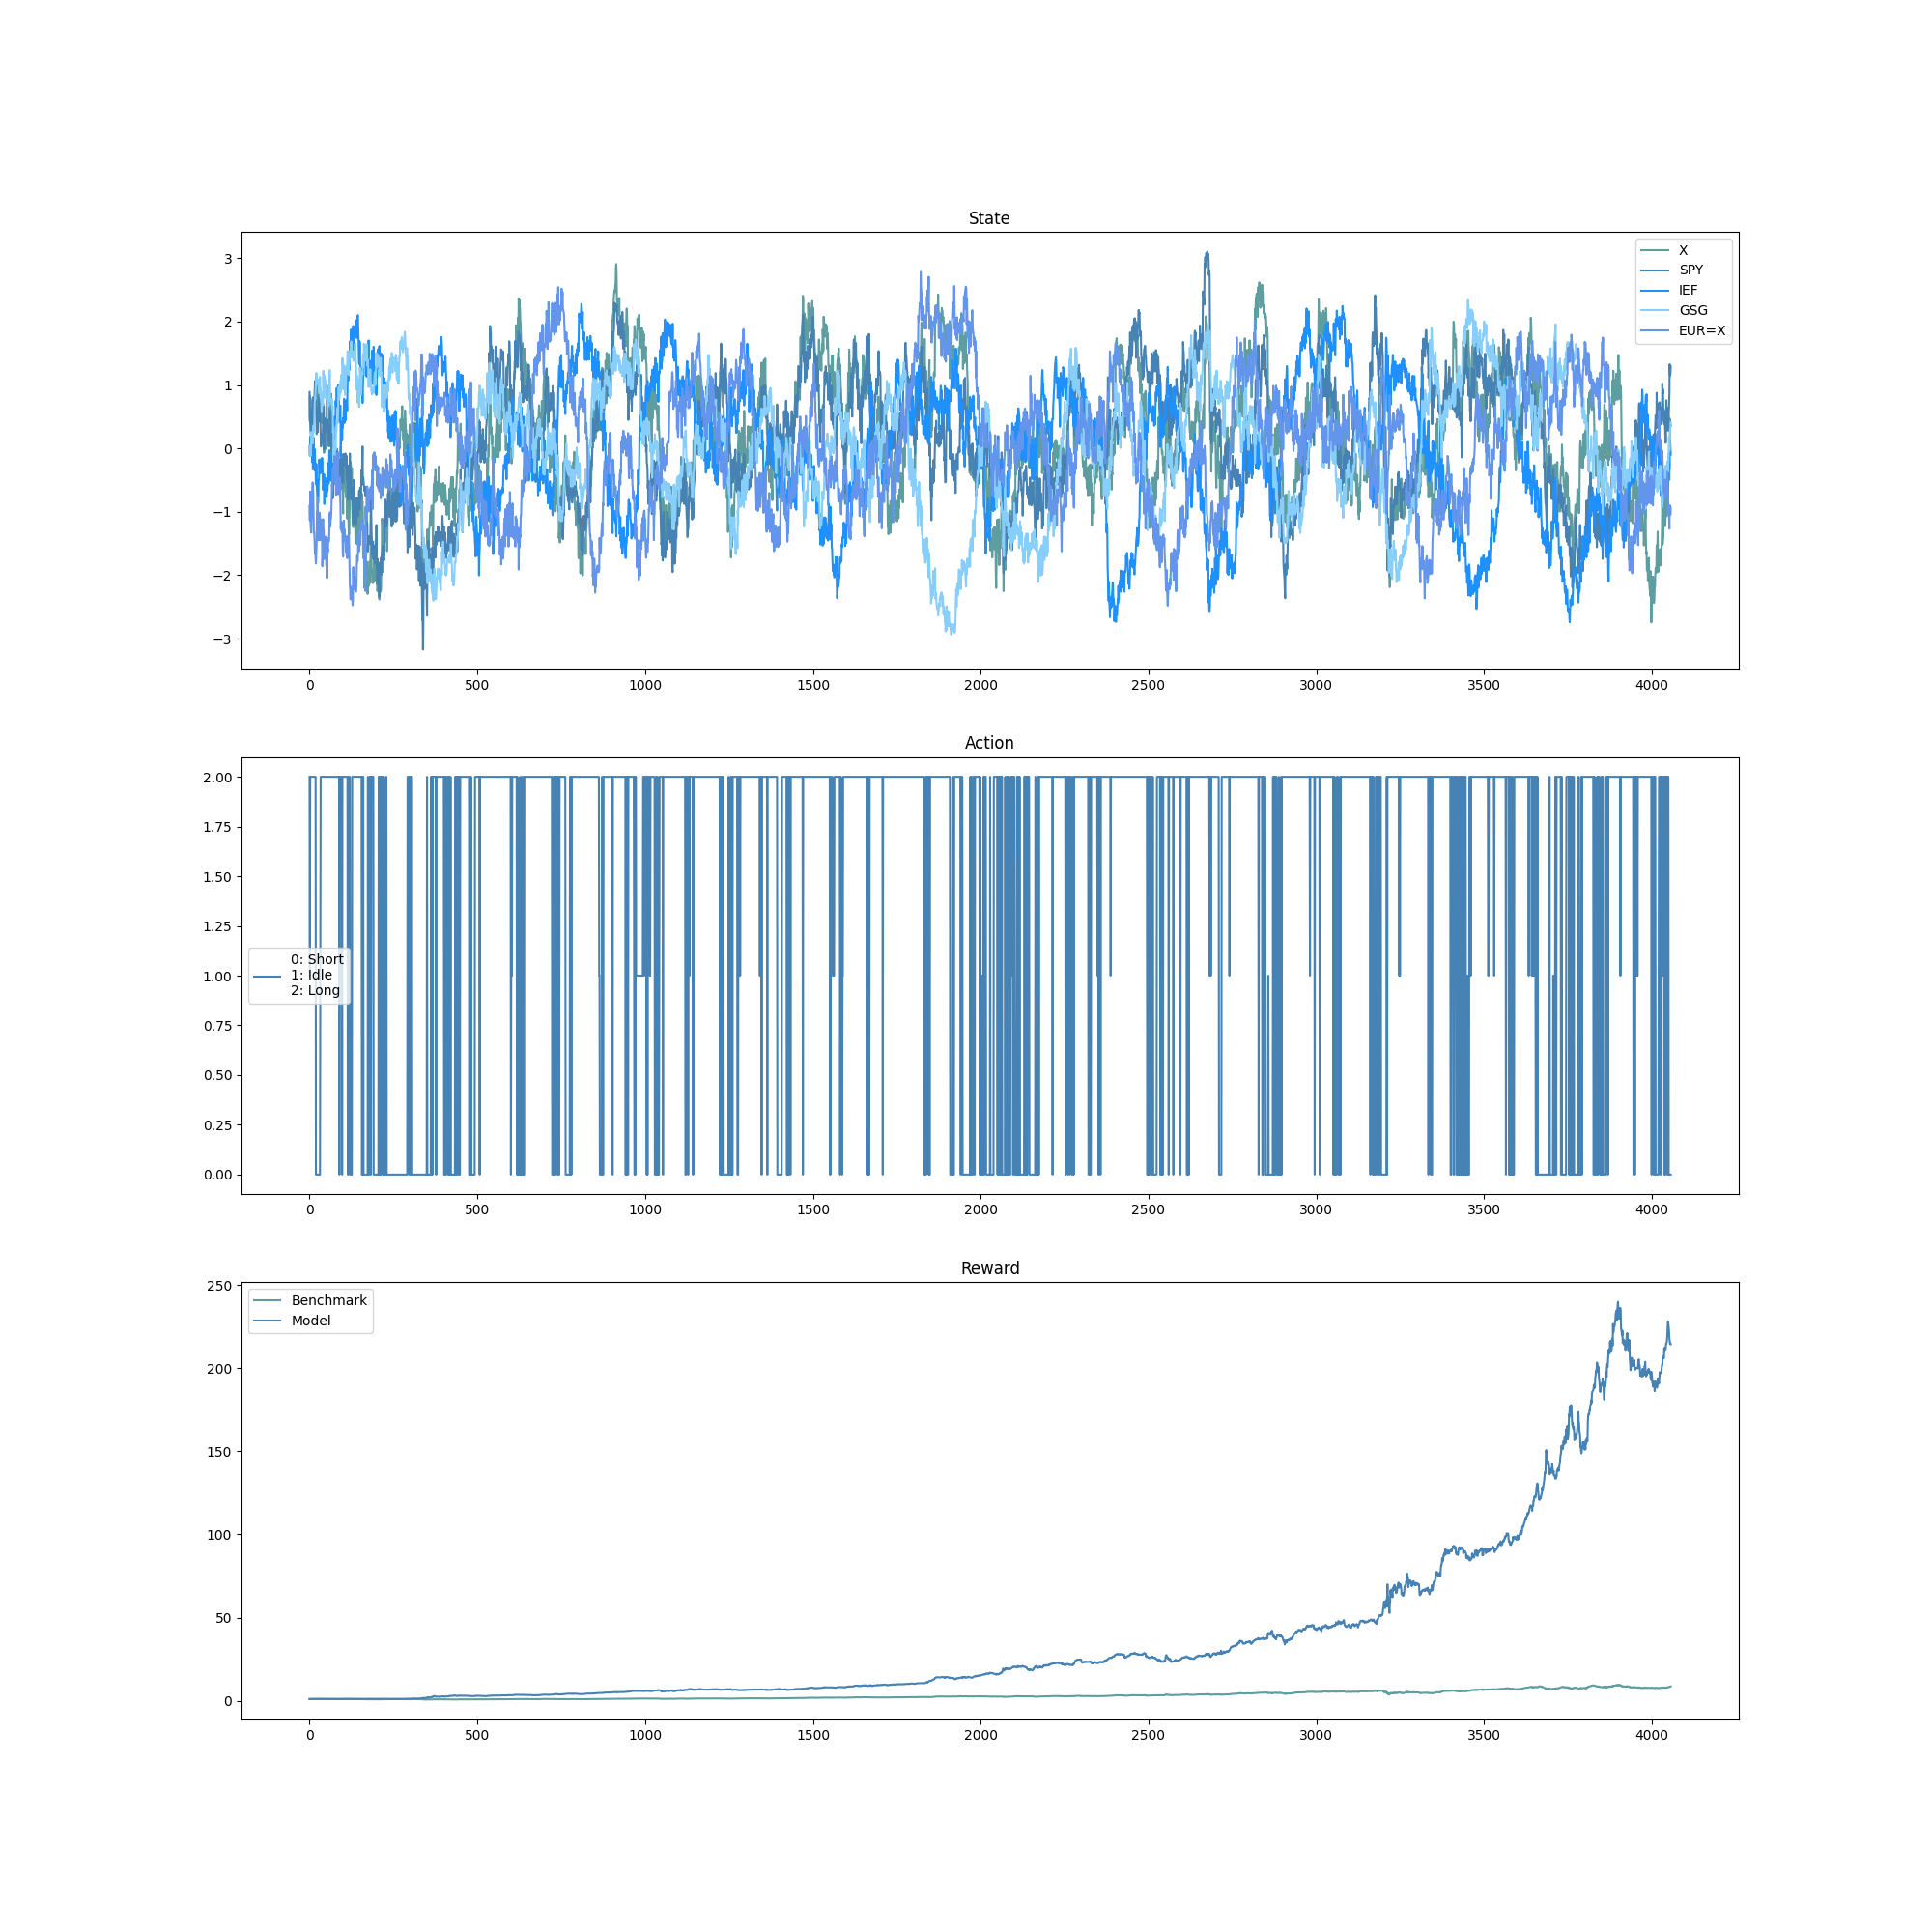 State
3
2
1
0
−1
−2
−3
X
SPY
IEF
GSG
EUR=X
0 500 1000 1500 2000 2500 3000 3500 4000
Action
2.00
1.75
1.50
1.25
1.00
0.75
0.50
0.25
0.00
0: Short
1: Idle
2: Long
0 500 1000 1500 2000 2500 3000 3500 4000
Reward
250
200
150
100
50
0
Benchmark
Model
0 500 1000 1500 2000 2500 3000 3500 4000